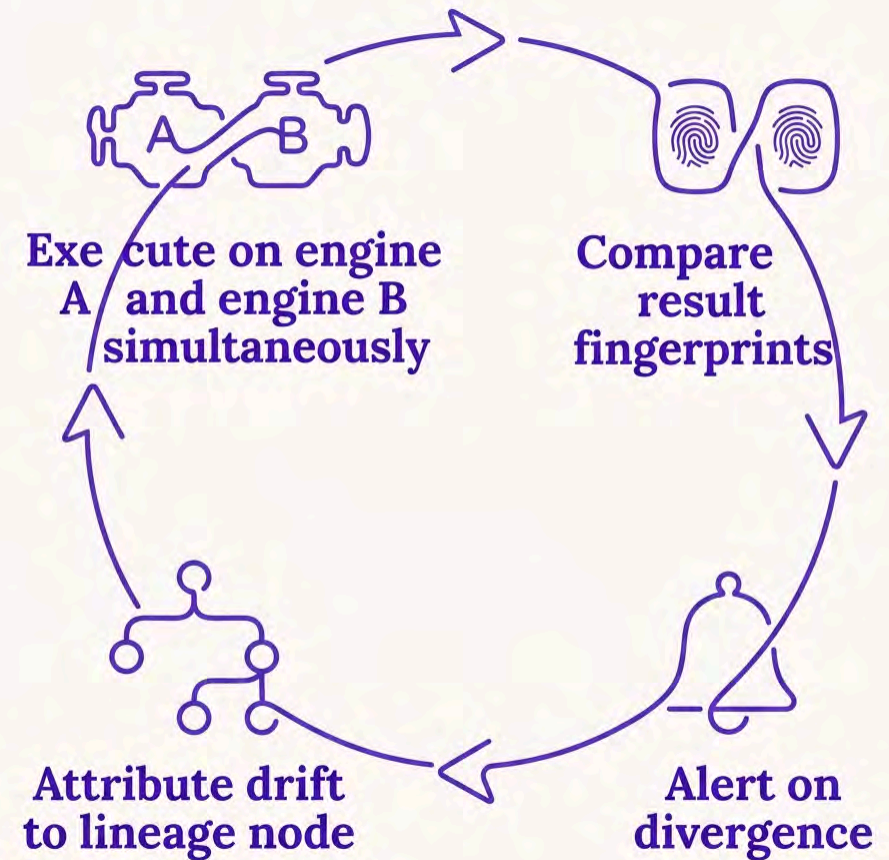 A B
Execute on engine
A and engine B
simultaneously
Compare
result
fingerprints
Attribute drift
to lineage node
Alert on
divergence